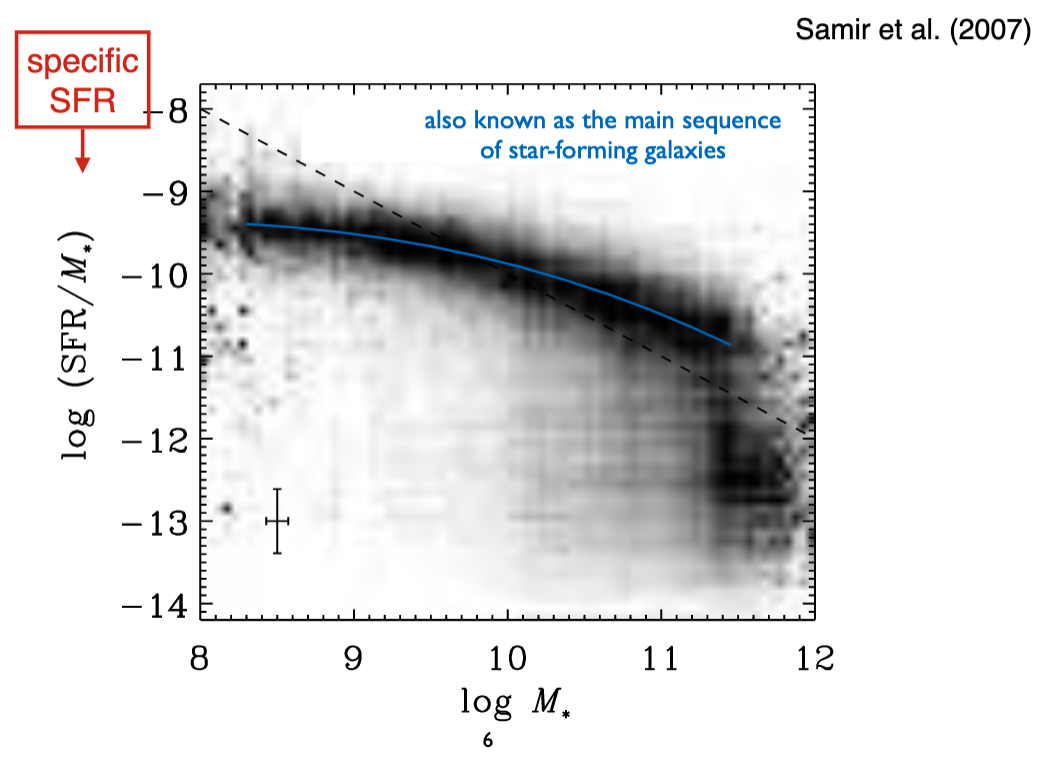 Samir et al. (2007)
specific
SFR
also known as the main sequence
of star-forming galaxies
−8
−9
−10
−11
−12
−13
−14
log (SFR/M*)
8 9 10 11 12
log M*
6